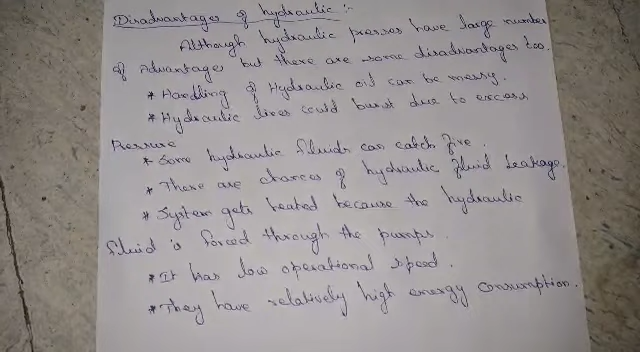 Disadvantages of hydraulic :-
Although hydraulic presses have large number
of Advantages but there are some disadvantages too.
* Handling of Hydraulic oil can be messy.
* Hydraulic lines could burst due to excess
Pressure
* Some hydraulic fluids can catch fire.
* There are chances of hydraulic fluid leakage.
* System gets heated because the hydraulic
fluid is forced through the pumps.
* It has low operational speed.
* They have relatively high energy consumption.